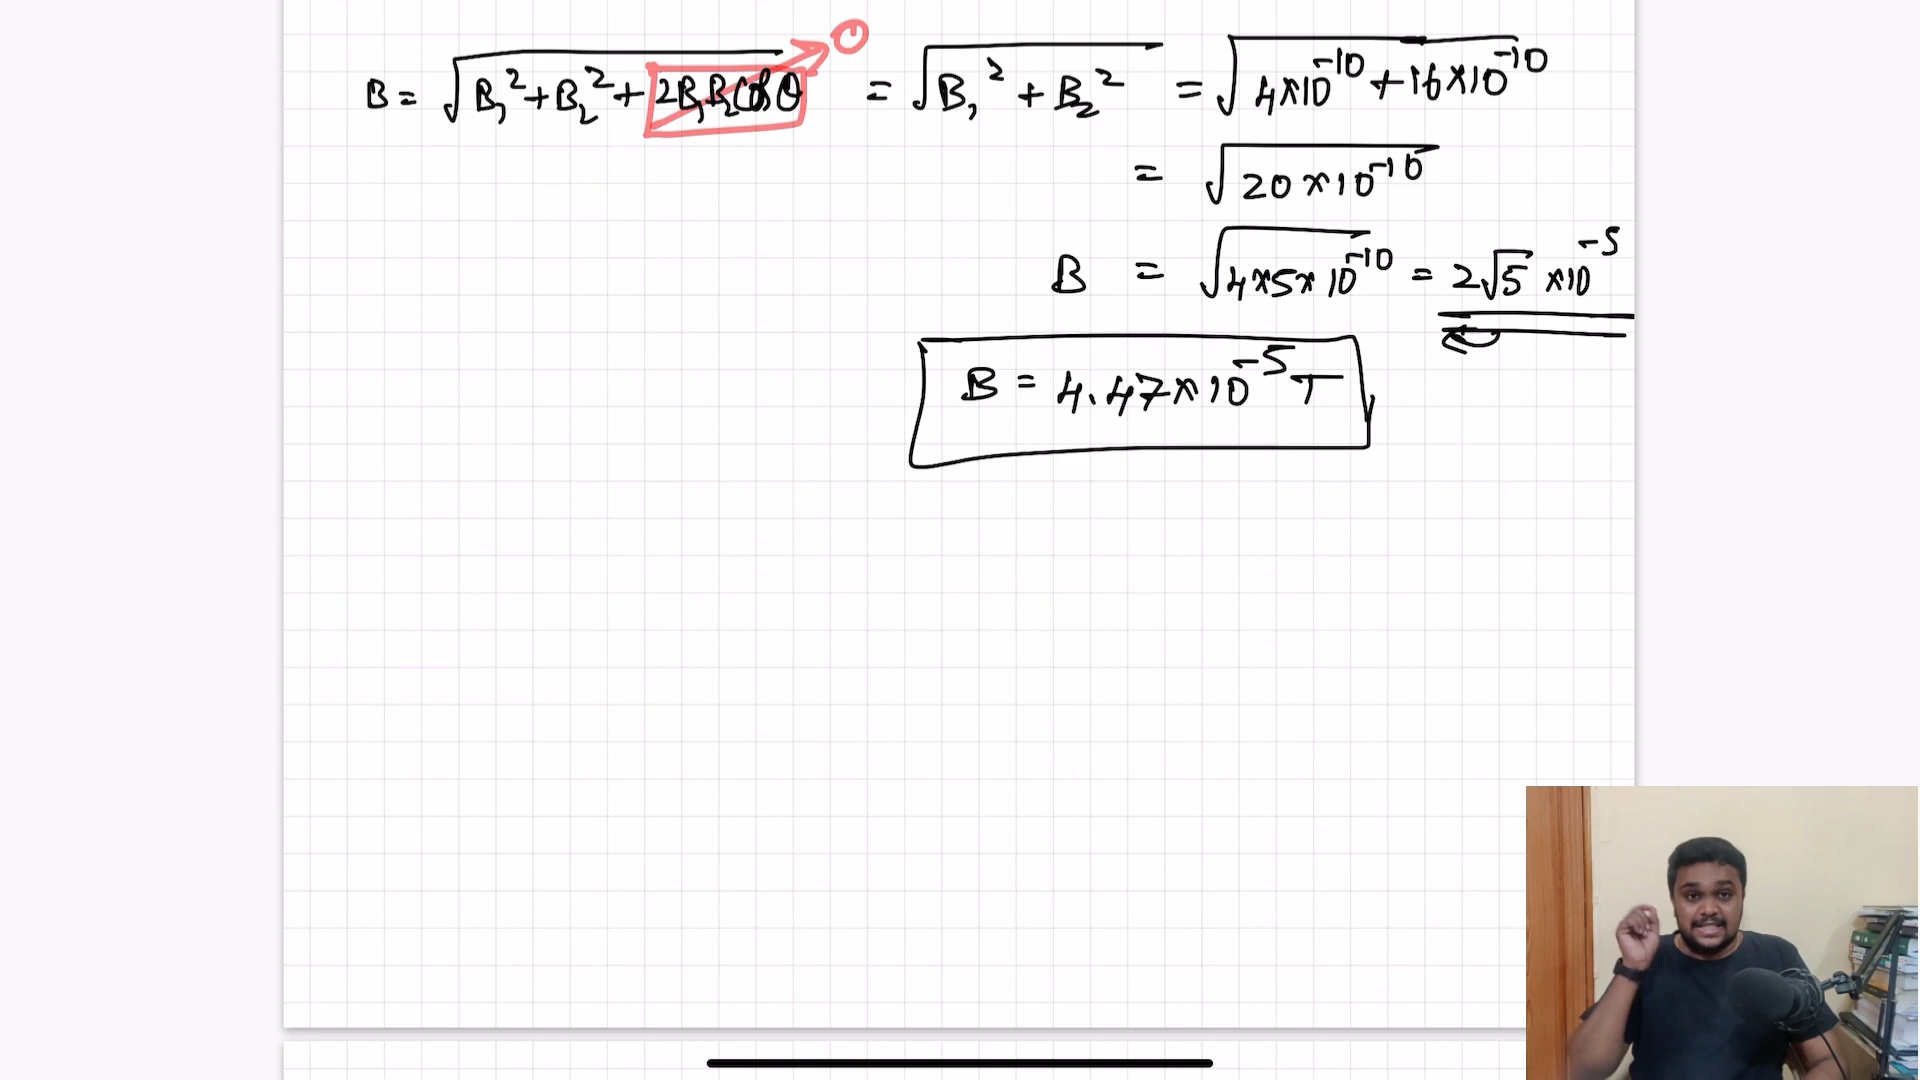 B = √B₁²+B₂²+2B₁B₂Cosθ → 0 = √B₁² + B₂² = √4×10⁻¹⁰ + 16×10⁻¹⁰
= √20×10⁻¹⁰
B = √4×5×10⁻¹⁰ = 2√5 ×10⁻⁵
B = 4.47×10⁻⁵ T